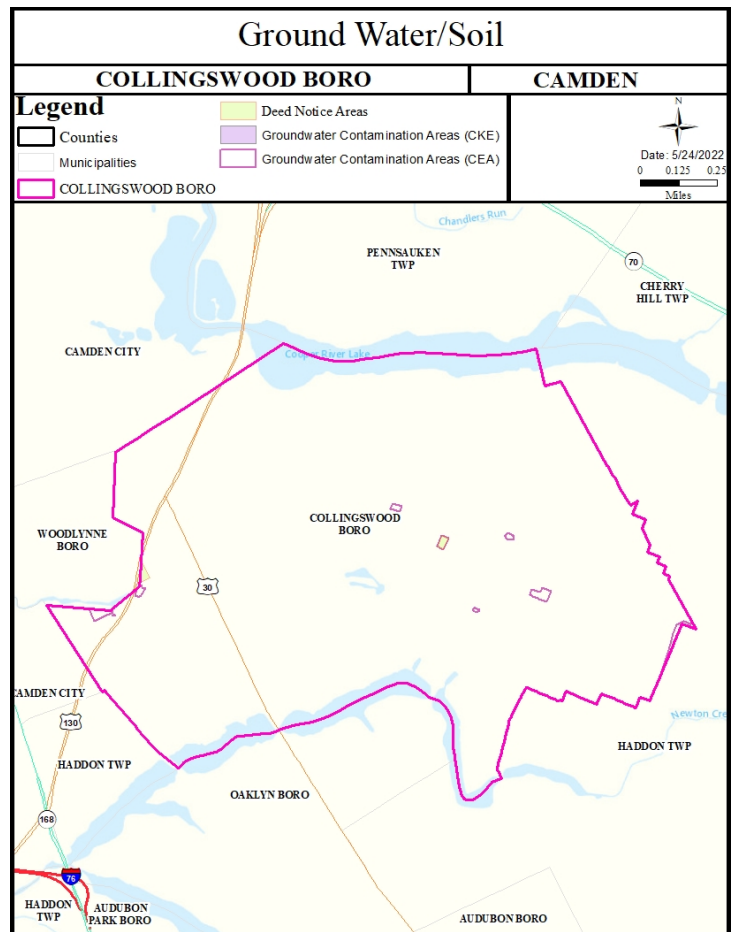 Ground Water/Soil
COLLINGSWOOD BORO
CAMDEN
Legend
Counties
Municipalities
COLLINGSWOOD BORO
Deed Notice Areas
Groundwater Contamination Areas (CKE)
Groundwater Contamination Areas (CEA)
N
Date: 5/24/2022
0 0.125 0.25
Miles
Chandlers Run
PENNSAUKEN
TWP
70
CHERRY
HILL TWP
CAMDEN CITY
Cooper River Lake
COLLINGSWOOD
BORO
WOODLYNNE
BORO
30
CAMDEN CITY
130
Newton Cre
HADDON TWP
HADDON TWP
OAKLYN BORO
168
76
HADDON
TWP
AUDUBON
PARK BORO
AUDUBON BORO